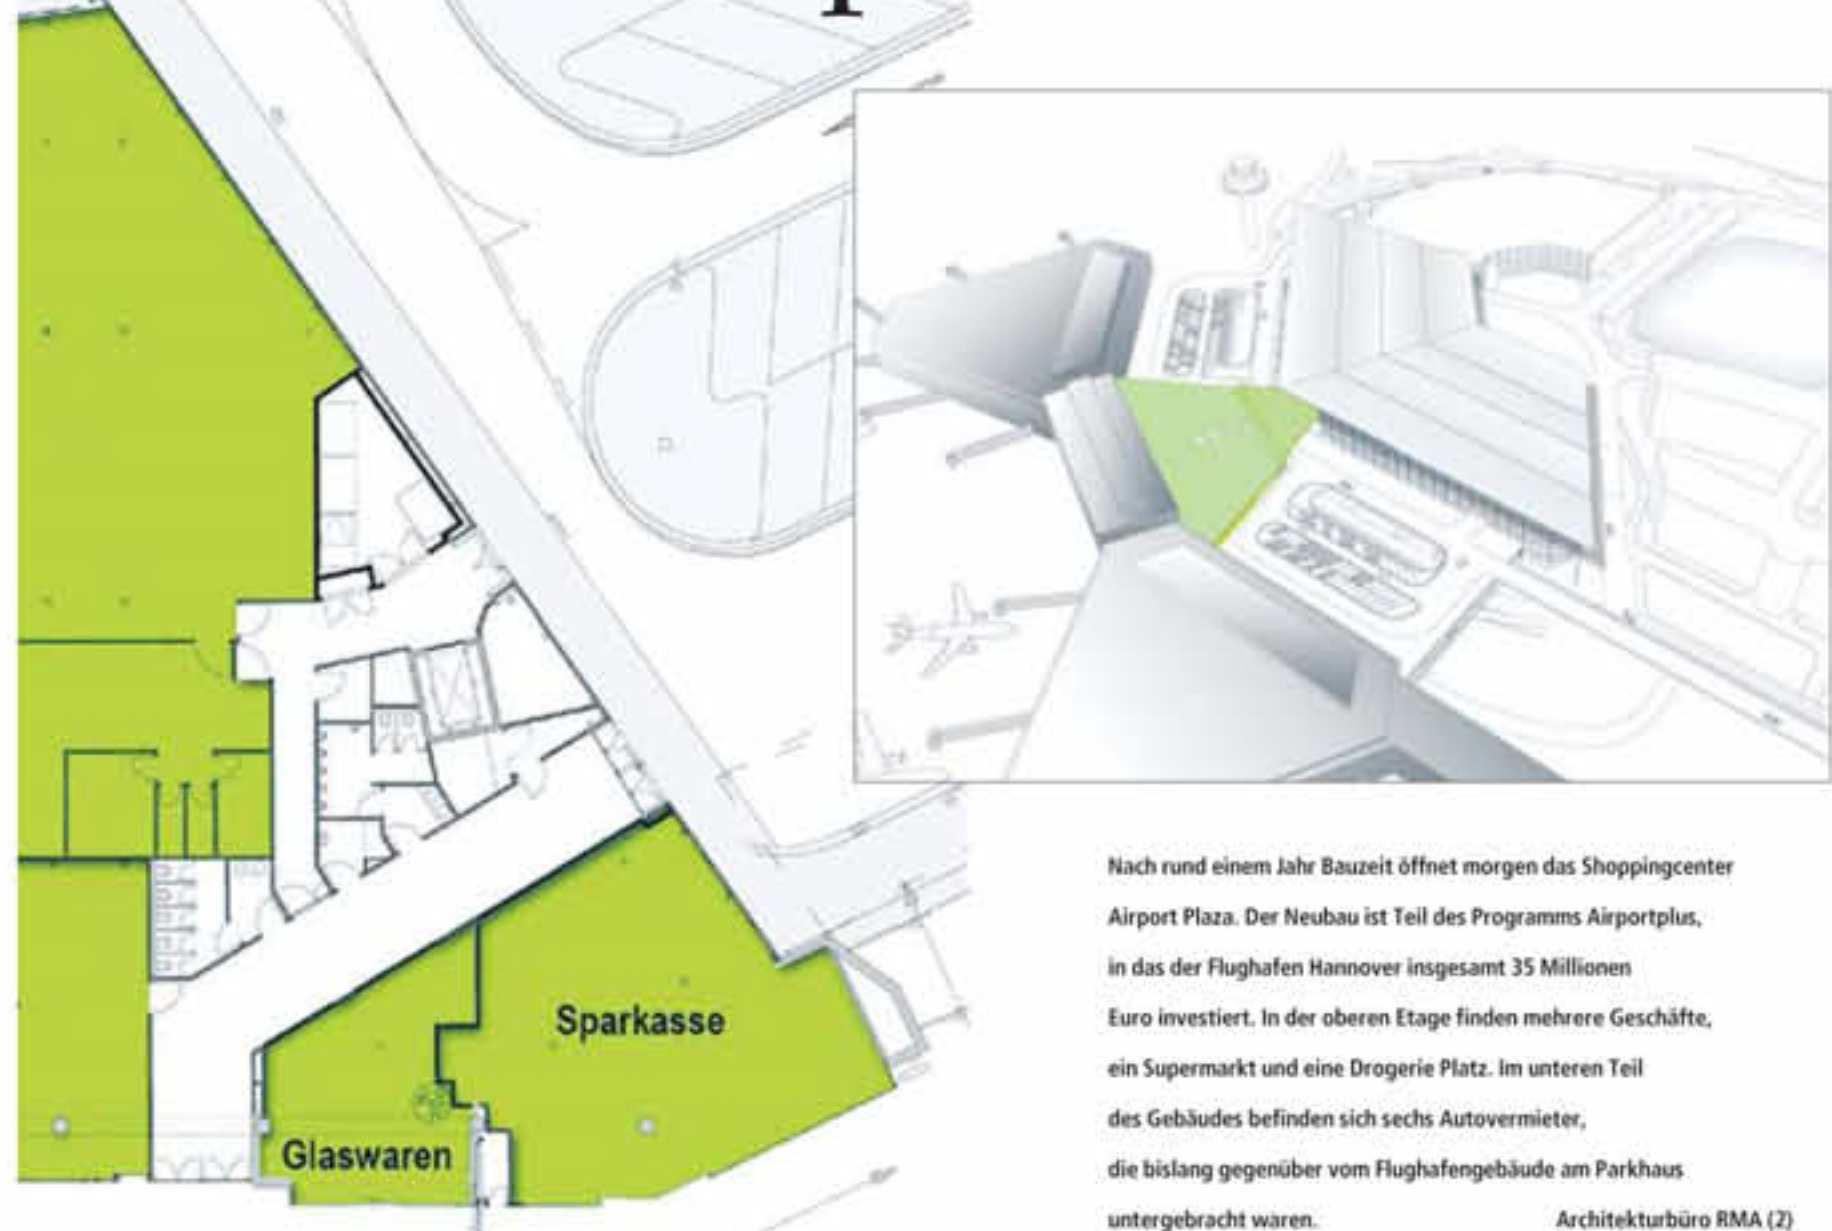 Sparkasse
Glaswaren
Nach rund einem Jahr Bauzeit öffnet morgen das Shoppingcenter
Airport Plaza. Der Neubau ist Teil des Programms Airportplus,
in das der Flughafen Hannover insgesamt 35 Millionen
Euro investiert. In der oberen Etage finden mehrere Geschäfte,
ein Supermarkt und eine Drogerie Platz. Im unteren Teil
des Gebäudes befinden sich sechs Autovermieter,
die bislang gegenüber vom Flughafengebäude am Parkhaus
untergebracht waren. Architekturbüro RMA (2)